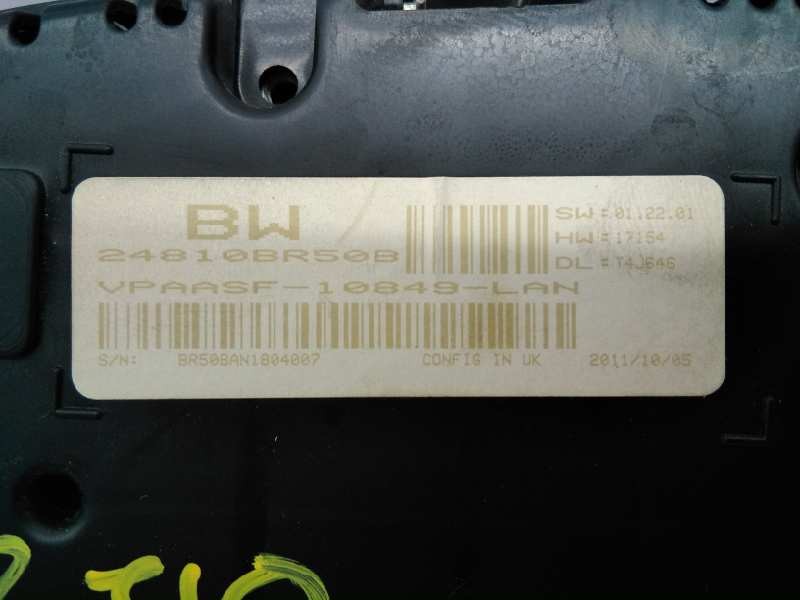 BW
24810BR50B
VPAASF-10849-LAN
SW:01.22.01
HW:17154
DL:T4J646
S/N: BR50BAN1804007 CONFIG IN UK 2011/10/05